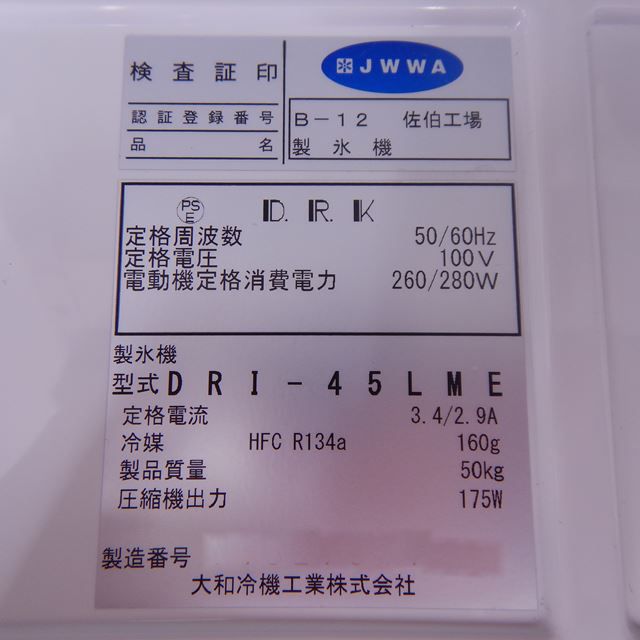 検査証印 JWWA
認証登録番号 B－12 佐伯工場
品名 製氷機
PS E D.R.K
定格周波数 50/60Hz
定格電圧 100V
電動機定格消費電力 260/280W
製氷機
型式 DRI－45LME
定格電流 3.4/2.9A
冷媒 HFC R134a 160g
製品質量 50kg
圧縮機出力 175W
製造番号
大和冷機工業株式会社